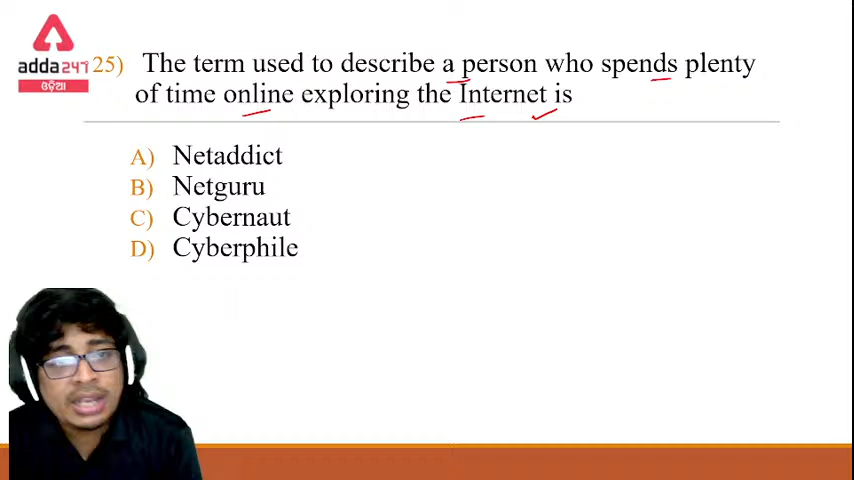 adda247
ଓଡ଼ିଆ
25) The term used to describe a person who spends plenty
of time online exploring the Internet is
A) Netaddict
B) Netguru
C) Cybernaut
D) Cyberphile